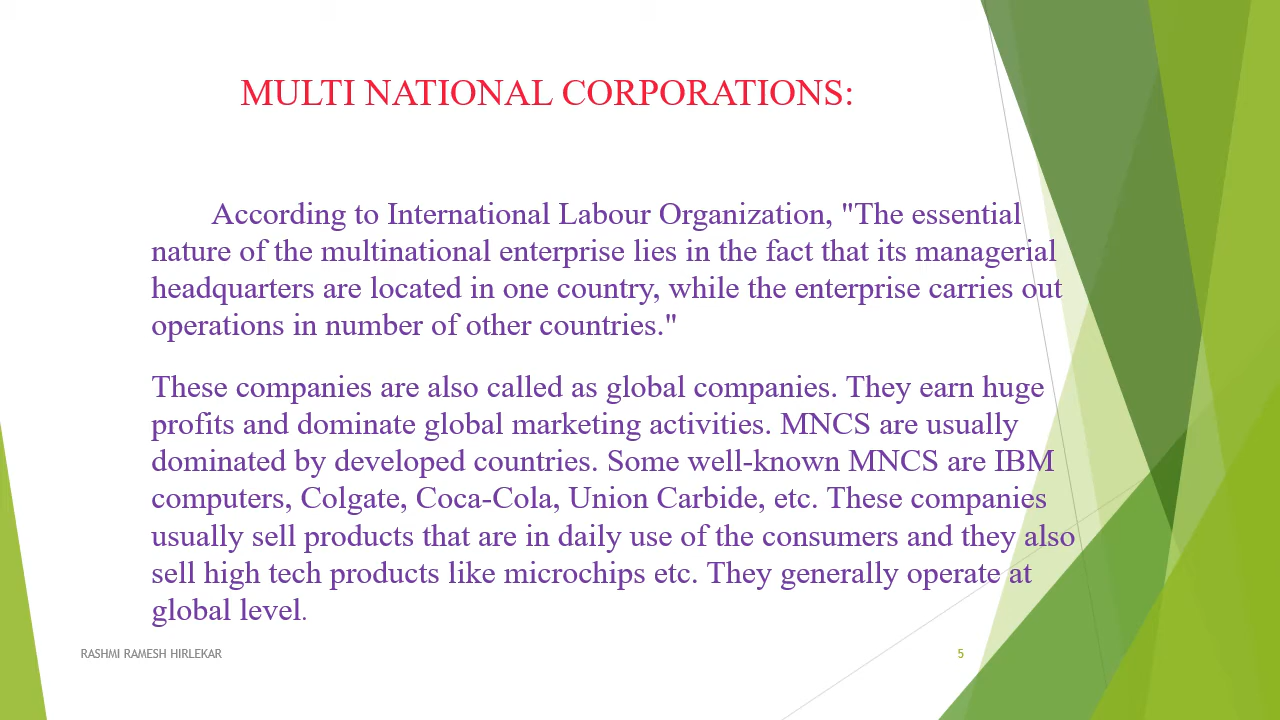 MULTI NATIONAL CORPORATIONS:
According to International Labour Organization, "The essential
nature of the multinational enterprise lies in the fact that its managerial
headquarters are located in one country, while the enterprise carries out
operations in number of other countries."
These companies are also called as global companies. They earn huge
profits and dominate global marketing activities. MNCS are usually
dominated by developed countries. Some well-known MNCS are IBM
computers, Colgate, Coca-Cola, Union Carbide, etc. These companies
usually sell products that are in daily use of the consumers and they also
sell high tech products like microchips etc. They generally operate at
global level.
RASHMI RAMESH HIRLEKAR
5